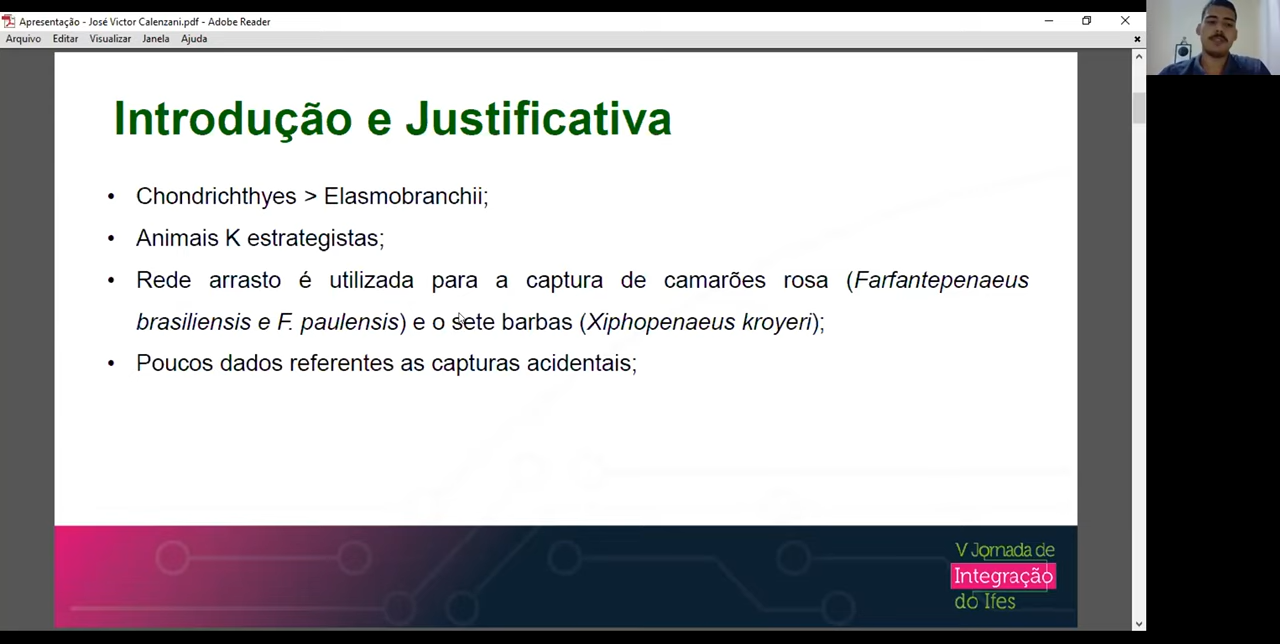 Apresentação - José Victor Calenzani.pdf - Adobe Reader
Arquivo Editar Visualizar Janela Ajuda
Introdução e Justificativa
• Chondrichthyes > Elasmobranchii;
• Animais K estrategistas;
• Rede arrasto é utilizada para a captura de camarões rosa (Farfantepenaeus
brasiliensis e F. paulensis) e o sete barbas (Xiphopenaeus kroyeri);
• Poucos dados referentes as capturas acidentais;
V Jornada de
Integração
do Ifes